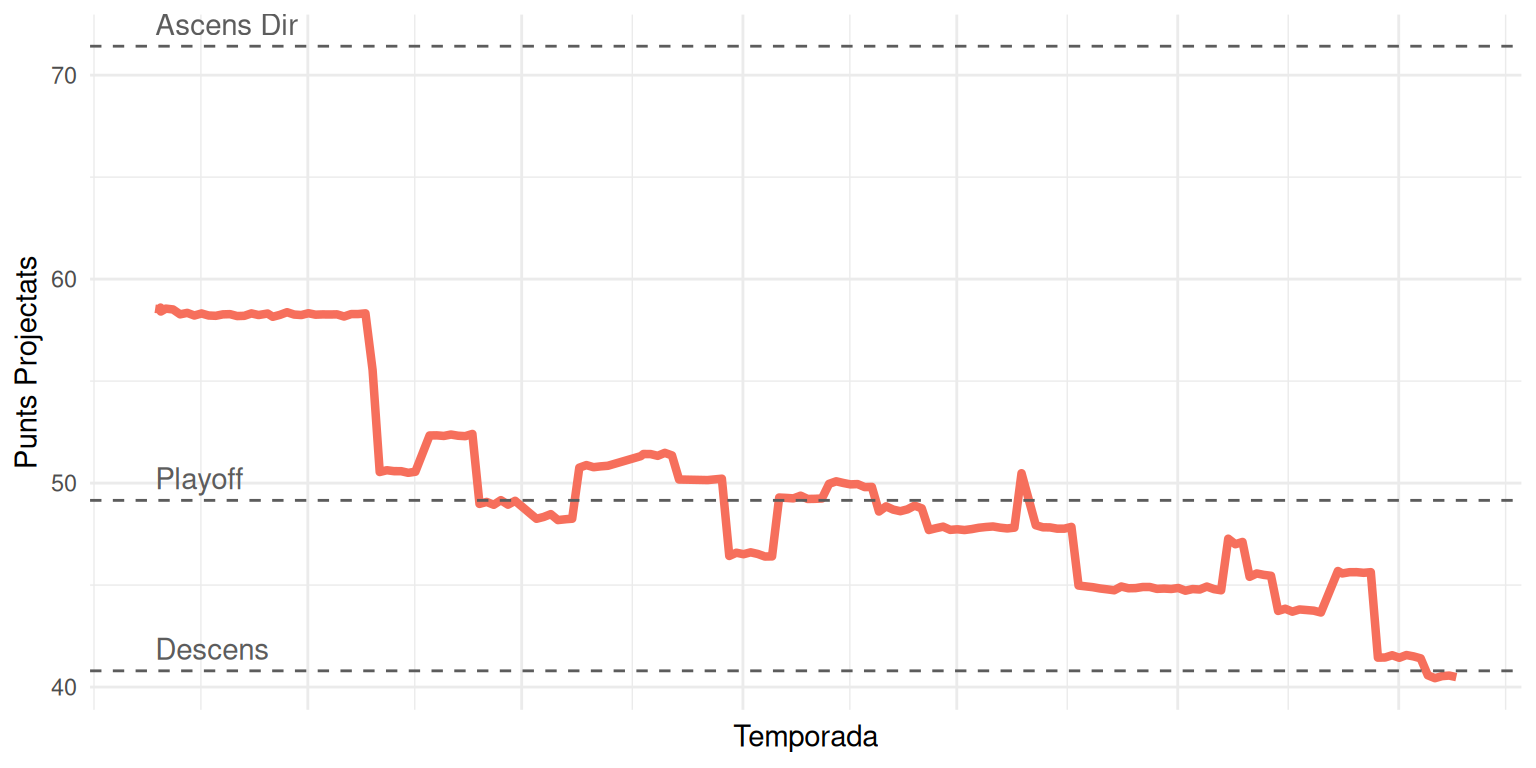 Ascens Dir
70
60
Punts Projectats
50
Playoff
Descens
40
Temporada